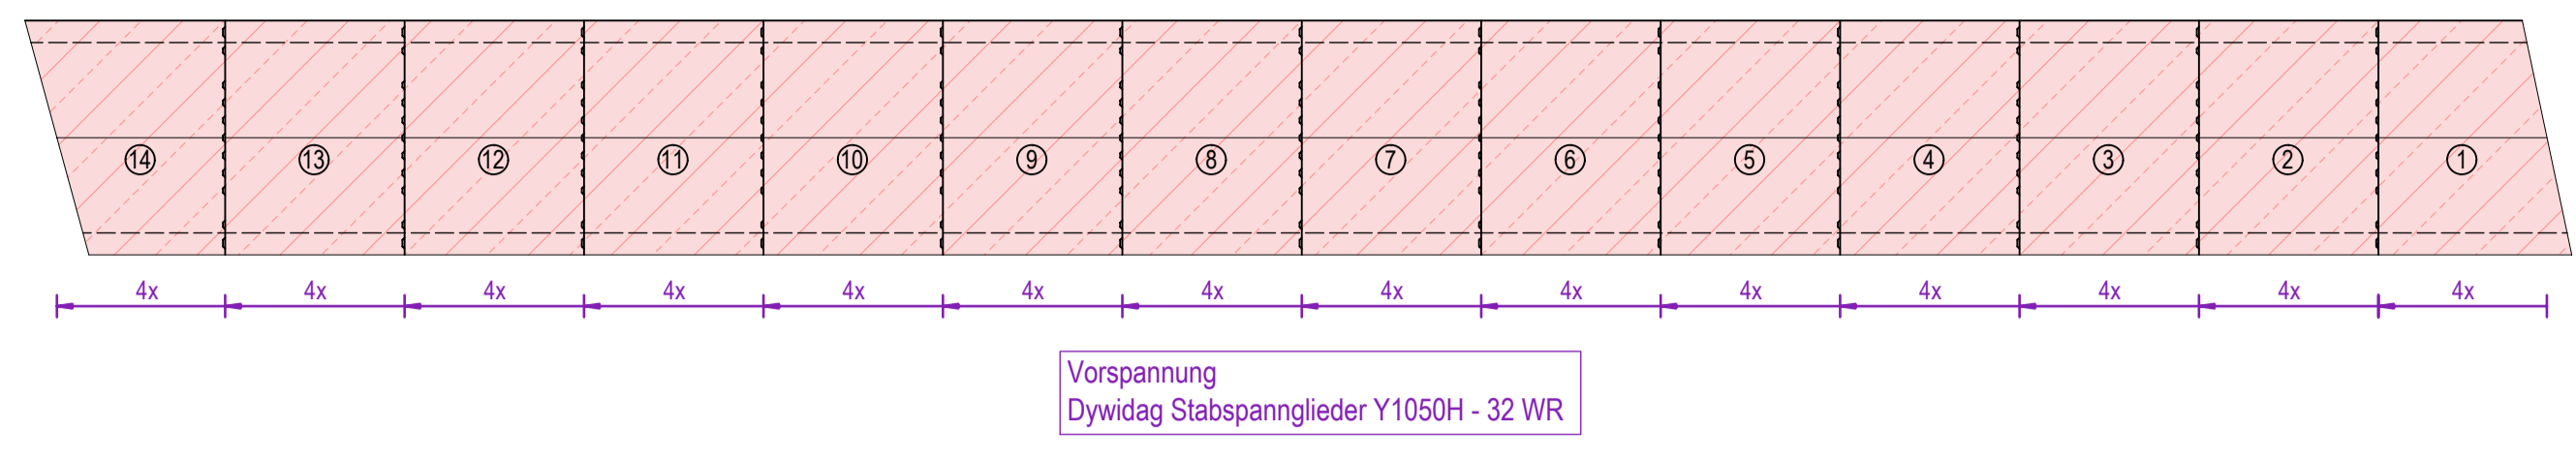 14 13 12 11 10 9 8 7 6 5 4 3 2 1
4x 4x 4x 4x 4x 4x 4x 4x 4x 4x 4x 4x 4x 4x
Vorspannung
Dywidag Stabspannglieder Y1050H - 32 WR